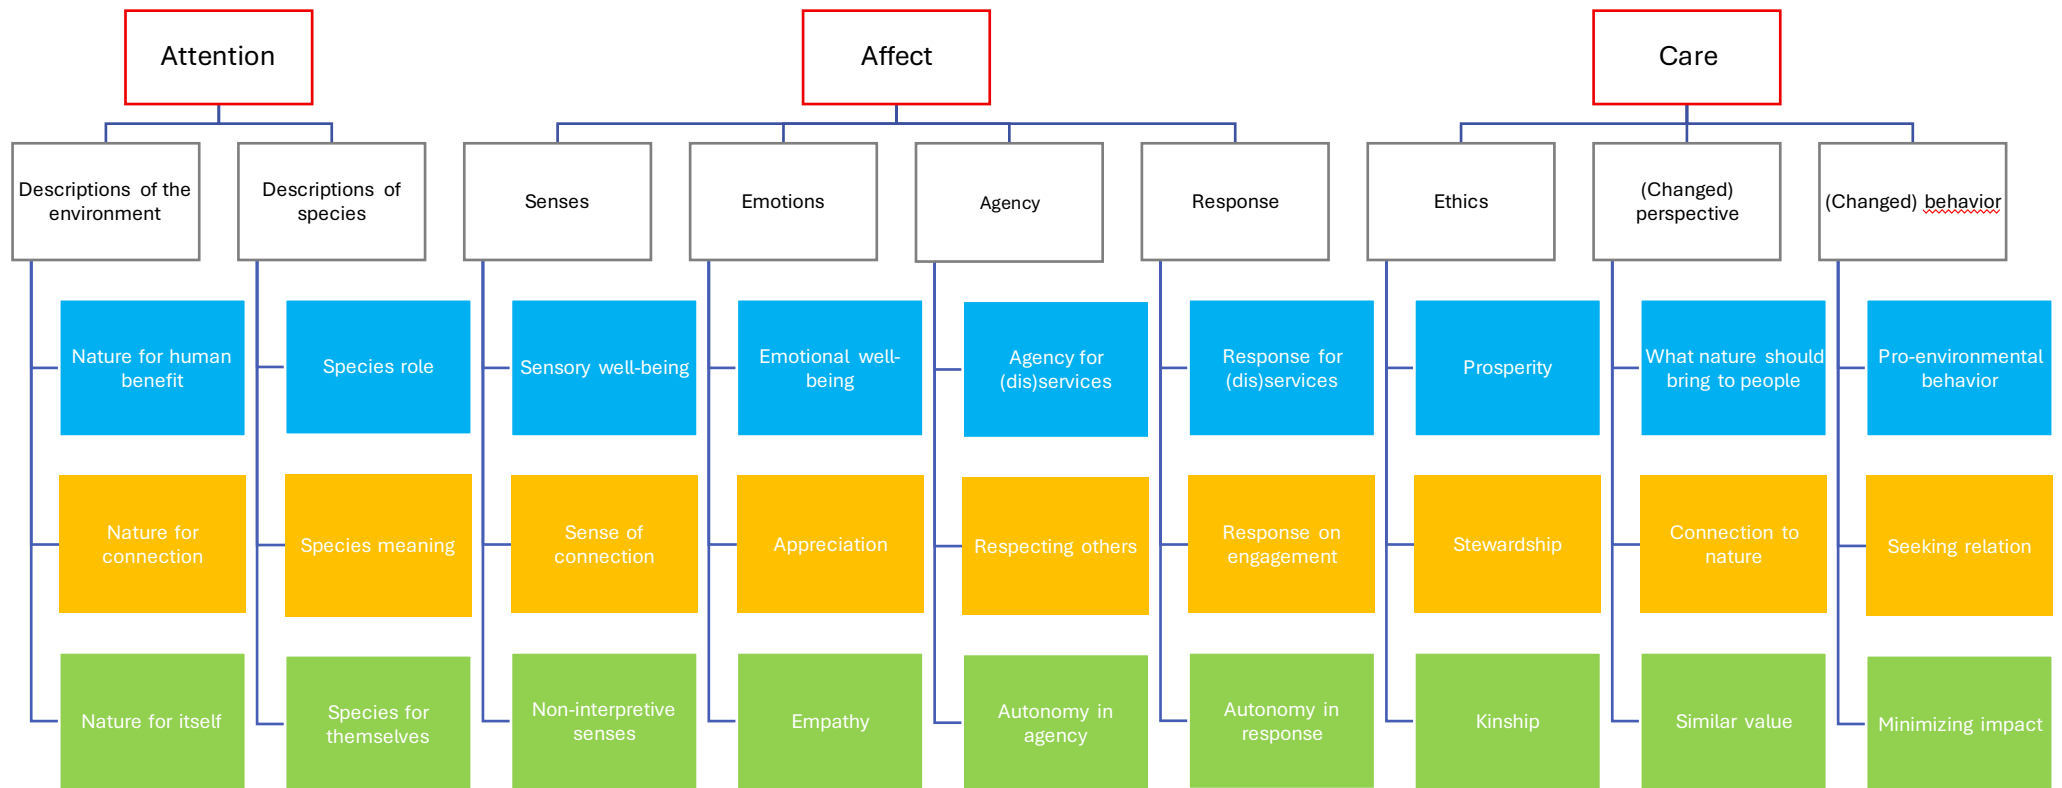 Attention
Affect
Care
Descriptions of the
environment
Descriptions of
species
Senses
Emotions
Agency
Response
Ethics
(Changed)
perspective
(Changed) behavior
Nature for human
benefit
Species role
Sensory well-being
Emotional well-
being
Agency for
(dis)services
Response for
(dis)services
Prosperity
What nature should
bring to people
Pro-environmental
behavior
Nature for
connection
Species meaning
Sense of
connection
Appreciation
Respecting others
Response on
engagement
Stewardship
Connection to
nature
Seeking relation
Nature for itself
Species for
themselves
Non-interpretive
senses
Empathy
Autonomy in
agency
Autonomy in
response
Kinship
Similar value
Minimizing impact